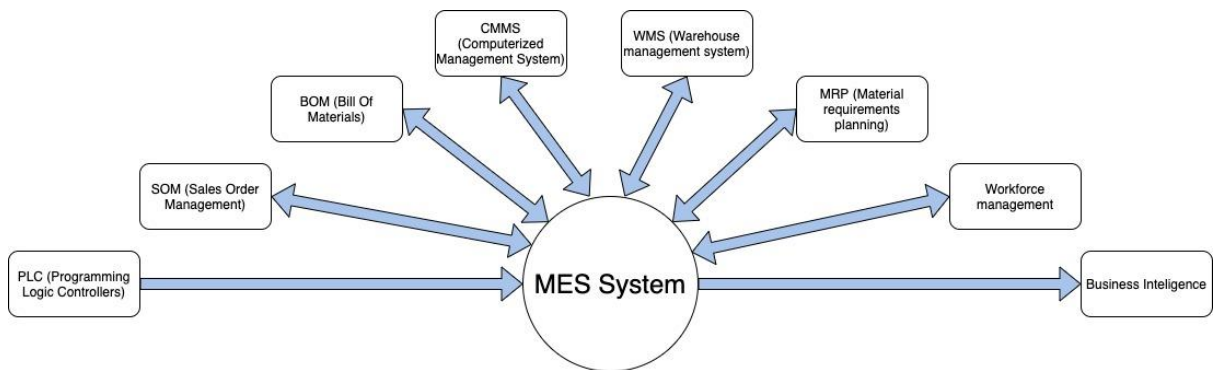 CMMS
(Computerized
Management System)
WMS (Warehouse
management system)
BOM (Bill Of
Materials)
MRP (Material
requirements
planning)
SOM (Sales Order
Management)
Workforce
management
PLC (Programming
Logic Controllers)
MES System
Business Inteligence